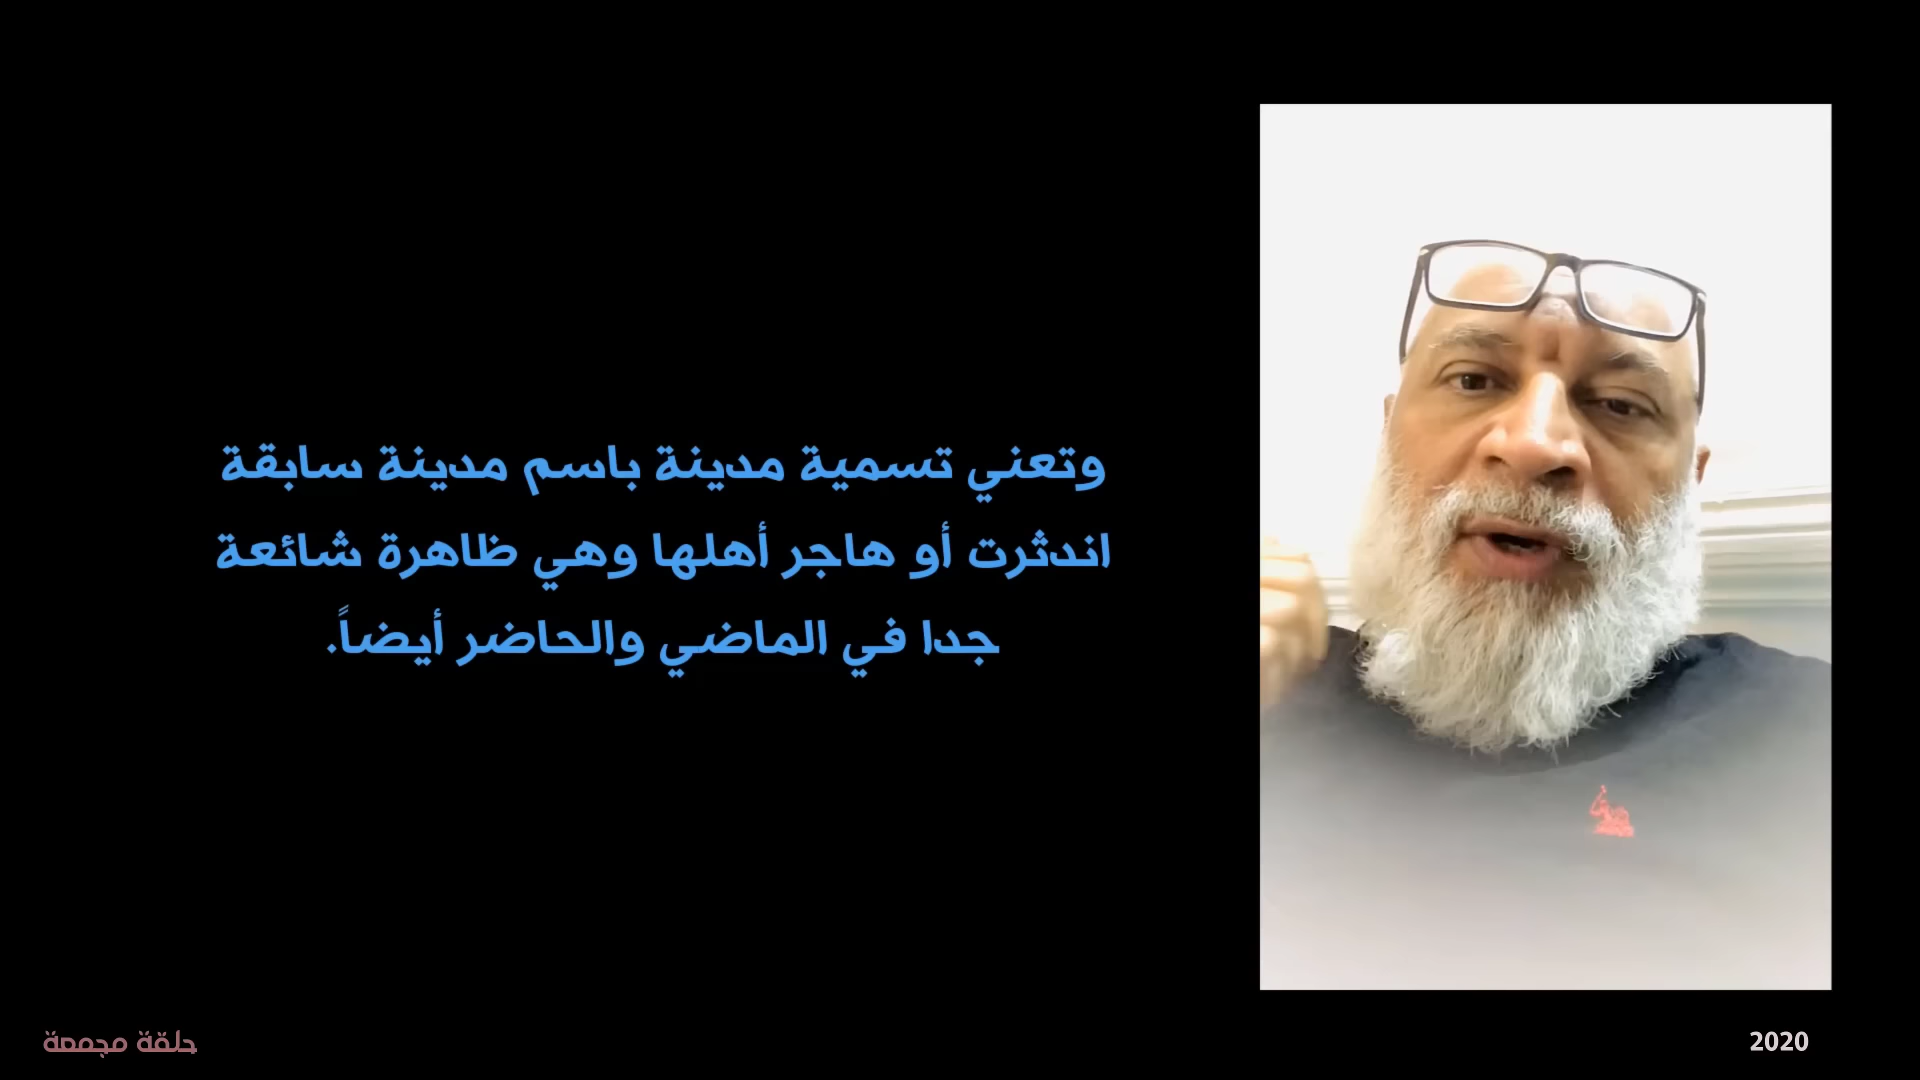 وتعني تسمية مدينة باسم مدينة سابقة
اندثرت أو هاجر أهلها وهي ظاهرة شائعة
جدا في الماضي والحاضر أيضاً.
حلقة مجمعة
2020